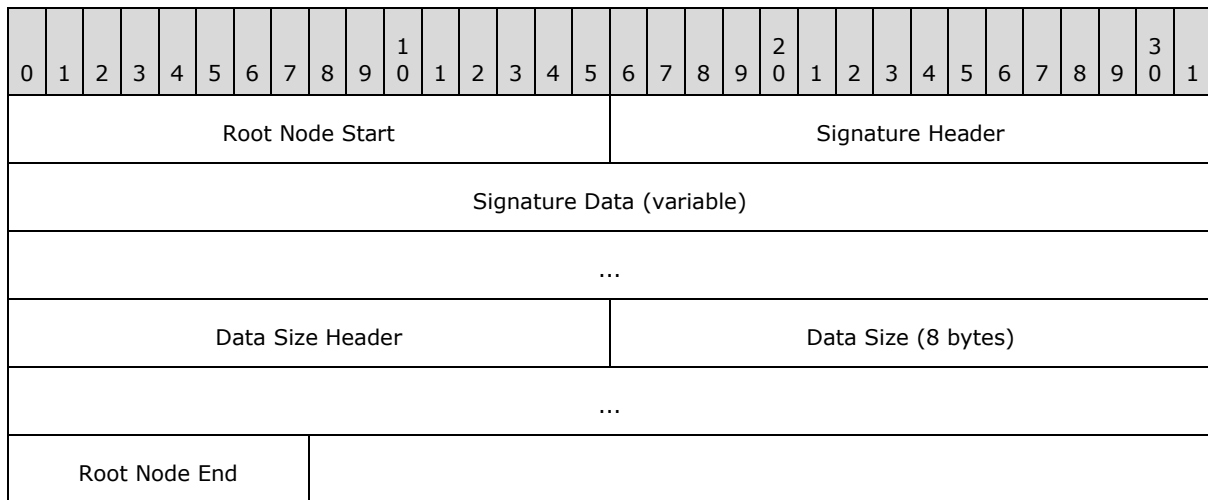 0 1 2 3 4 5 6 7 8 9 1 0 1 2 3 4 5 6 7 8 9 2 0 1 2 3 4 5 6 7 8 9 3 0 1
Root Node Start Signature Header
Signature Data (variable)
...
Data Size Header Data Size (8 bytes)
...
Root Node End